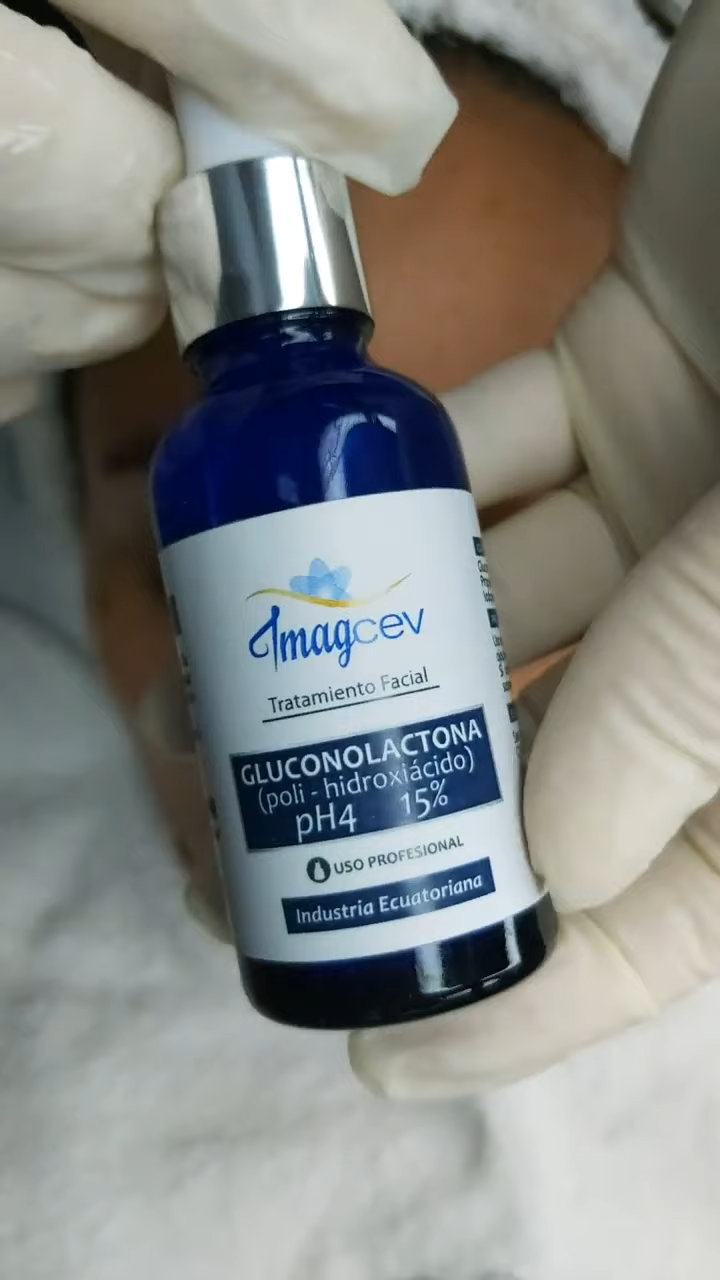 Imagcev
Tratamiento Facial
GLUCONOLACTONA
(poli - hidroxiácido)
pH4 15%
USO PROFESIONAL
Industria Ecuatoriana